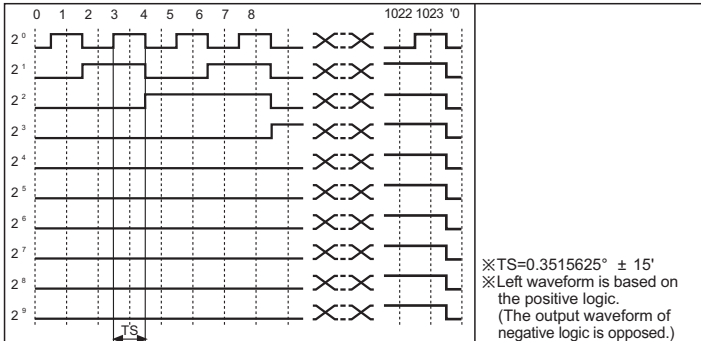 0 1 2 3 4 5 6 7 8 1022 1023 '0
2⁰
2¹
2²
2³
2⁴
2⁵
2⁶
2⁷
2⁸
2⁹
TS
※TS=0.3515625° ± 15'
※Left waveform is based on
the positive logic.
(The output waveform of
negative logic is opposed.)